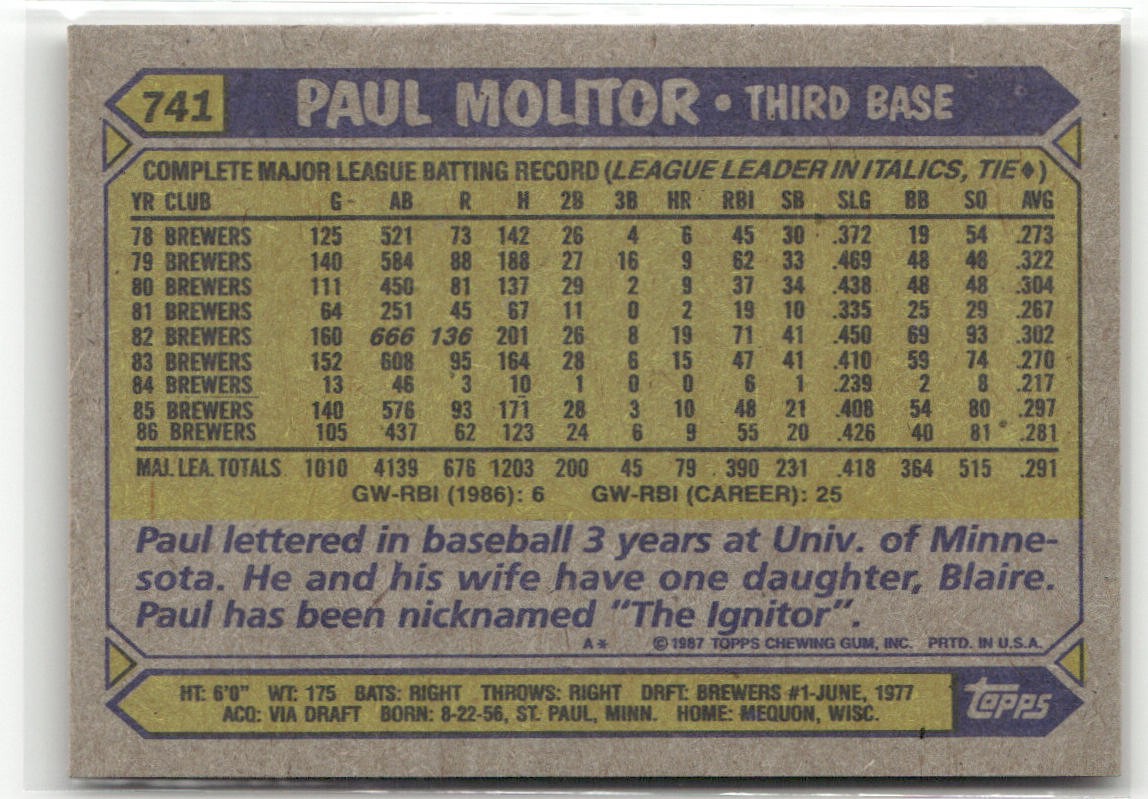 741 PAUL MOLITOR • THIRD BASE
COMPLETE MAJOR LEAGUE BATTING RECORD (LEAGUE LEADER IN ITALICS, TIE♦)
YR CLUB G AB R H 2B 3B HR RBI SB SLG BB SO AVG
78 BREWERS 125 521 73 142 26 4 6 45 30 .372 19 54 .273
79 BREWERS 140 584 88 188 27 16 9 62 33 .469 48 48 .322
80 BREWERS 111 450 81 137 29 2 9 37 34 .438 48 48 .304
81 BREWERS 64 251 45 67 11 0 2 19 10 .335 25 29 .267
82 BREWERS 160 666 136 201 26 8 19 71 41 .450 69 93 .302
83 BREWERS 152 608 95 164 28 6 15 47 41 .410 59 74 .270
84 BREWERS 13 46 3 10 1 0 0 6 1 .239 2 8 .217
85 BREWERS 140 576 93 171 28 3 10 48 21 .408 54 80 .297
86 BREWERS 105 437 62 123 24 6 9 55 20 .426 40 81 .281
MAJ. LEA. TOTALS 1010 4139 676 1203 200 45 79 390 231 .418 364 515 .291
GW-RBI (1986): 6 GW-RBI (CAREER): 25
Paul lettered in baseball 3 years at Univ. of Minne-
sota. He and his wife have one daughter, Blaire.
Paul has been nicknamed "The Ignitor".
A* © 1987 TOPPS CHEWING GUM, INC. PRTD. IN U.S.A.
HT: 6'0" WT: 175 BATS: RIGHT THROWS: RIGHT DRFT: BREWERS #1-JUNE, 1977
ACQ: VIA DRAFT BORN: 8-22-56, ST. PAUL, MINN. HOME: MEQUON, WISC.
topps